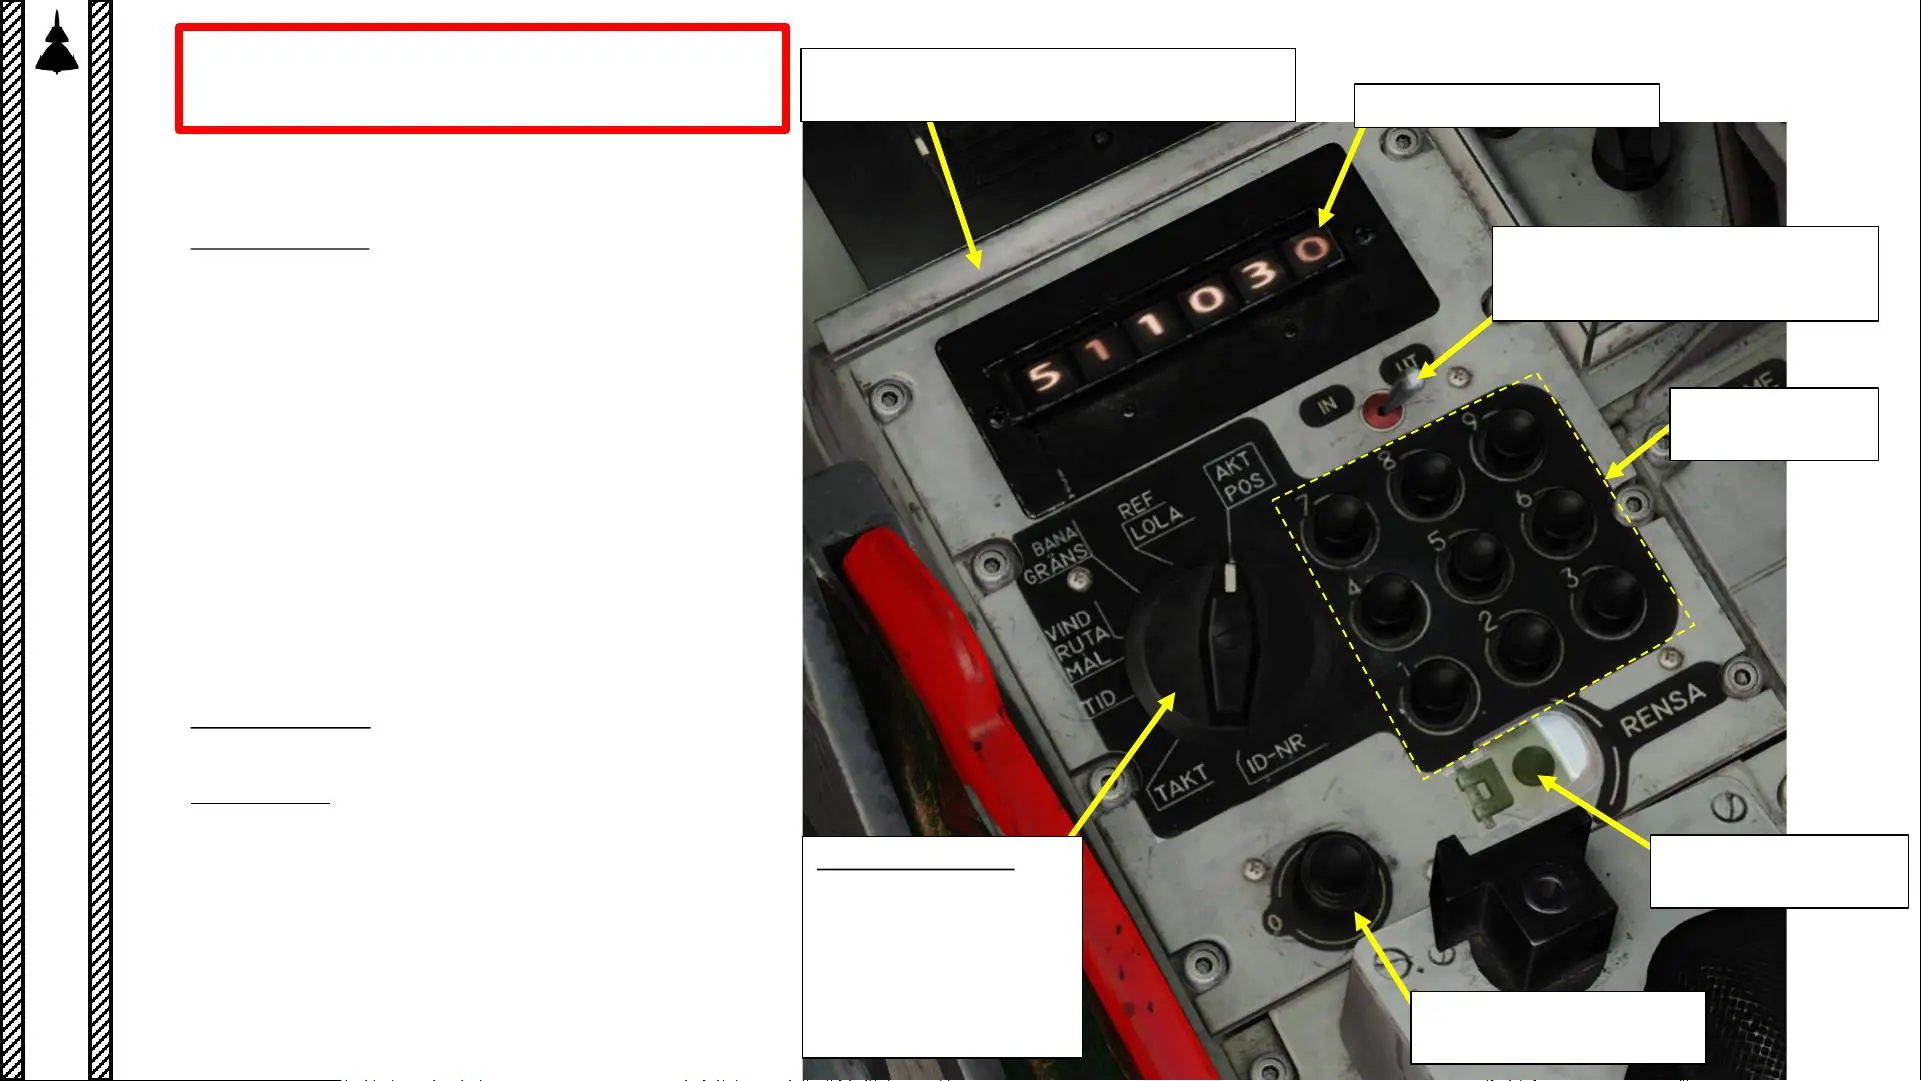 511030
UT
IN
9
8
7
6
5
4
3
2
1
AKT
POS
REF
LOLA
BANA
GRÄNS
VIND
RUTA
MÅL
TID
TAKT
ID-NR
RENSA
0